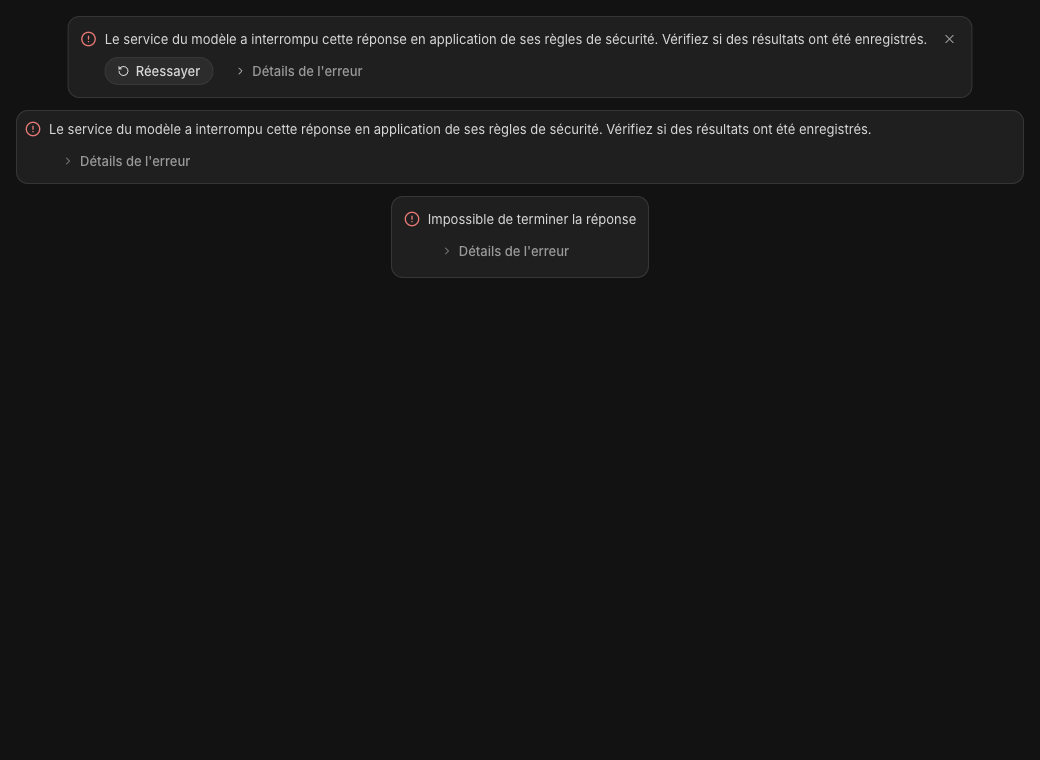 Le service du modèle a interrompu cette réponse en application de ses règles de sécurité. Vérifiez si des résultats ont été enregistrés.
Réessayer
Détails de l'erreur
Le service du modèle a interrompu cette réponse en application de ses règles de sécurité. Vérifiez si des résultats ont été enregistrés.
Détails de l'erreur
Impossible de terminer la réponse
Détails de l'erreur